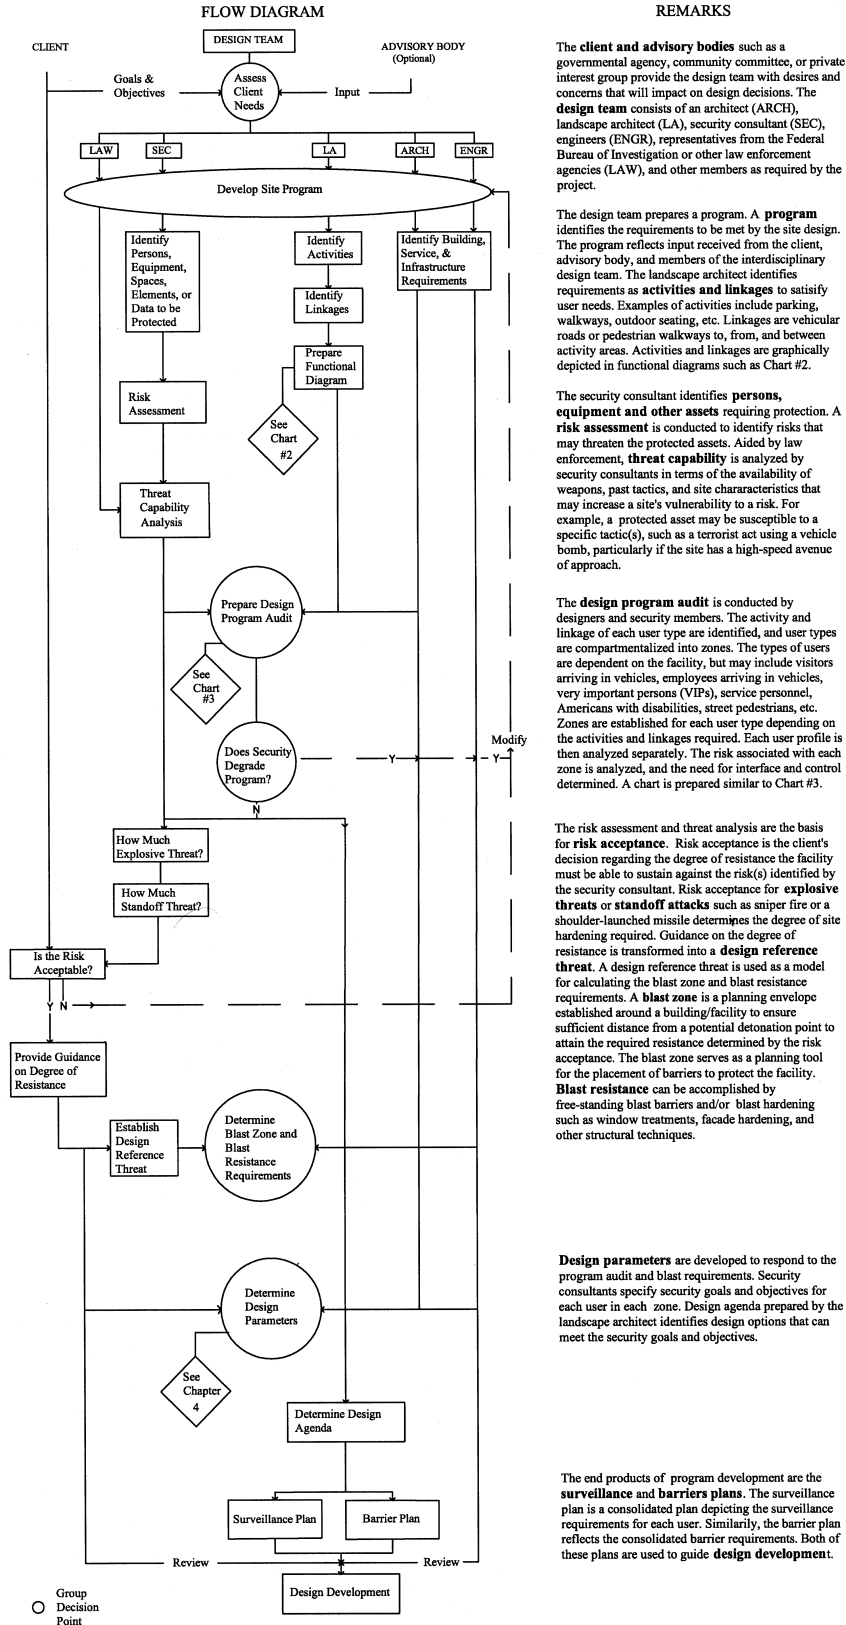 FLOW DIAGRAM
REMARKS
CLIENT
DESIGN TEAM
ADVISORY BODY
(Optional)
Goals &
Objectives
Assess
Client
Needs
Input
LAW
SEC
LA
ARCH
ENGR
Develop Site Program
Identify
Persons,
Equipment,
Spaces,
Elements, or
Data to be
Protected
Identify
Activities
Identify Building,
Service, &
Infrastructure
Requirements
Identify
Linkages
Prepare
Functional
Diagram
Risk
Assessment
See
Chart
#2
Threat
Capability
Analysis
Prepare Design
Program Audit
See
Chart
#3
Modify
Does Security
Degrade
Program?
Y
Y
N
How Much
Explosive Threat?
How Much
Standoff Threat?
Is the Risk
Acceptable?
Y N
Provide Guidance
on Degree of
Resistance
Establish
Design
Reference
Threat
Determine
Blast Zone and
Blast
Resistance
Requirements
Determine
Design
Parameters
See
Chapter
4
Determine Design
Agenda
Surveillance Plan
Barrier Plan
Review
Review
Design Development
Group
Decision
Point
The client and advisory bodies such as a
governmental agency, community committee, or private
interest group provide the design team with desires and
concerns that will impact on design decisions. The
design team consists of an architect (ARCH),
landscape architect (LA), security consultant (SEC),
engineers (ENGR), representatives from the Federal
Bureau of Investigation or other law enforcement
agencies (LAW), and other members as required by the
project.
The design team prepares a program. A program
identifies the requirements to be met by the site design.
The program reflects input received from the client,
advisory body, and members of the interdisciplinary
design team. The landscape architect identifies
requirements as activities and linkages to satisify
user needs. Examples of activities include parking,
walkways, outdoor seating, etc. Linkages are vehicular
roads or pedestrian walkways to, from, and between
activity areas. Activities and linkages are graphically
depicted in functional diagrams such as Chart #2.
The security consultant identifies persons,
equipment and other assets requiring protection. A
risk assessment is conducted to identify risks that
may threaten the protected assets. Aided by law
enforcement, threat capability is analyzed by
security consultants in terms of the availability of
weapons, past tactics, and site chararacteristics that
may increase a site's vulnerability to a risk. For
example, a protected asset may be susceptible to a
specific tactic(s), such as a terrorist act using a vehicle
bomb, particularly if the site has a high-speed avenue
of approach.
The design program audit is conducted by
designers and security members. The activity and
linkage of each user type are identified, and user types
are compartmentalized into zones. The types of users
are dependent on the facility, but may include visitors
arriving in vehicles, employees arriving in vehicles,
very important persons (VIPs), service personnel,
Americans with disabilities, street pedestrians, etc.
Zones are established for each user type depending on
the activities and linkages required. Each user profile is
then analyzed separately. The risk associated with each
zone is analyzed, and the need for interface and control
determined. A chart is prepared similar to Chart #3.
The risk assessment and threat analysis are the basis
for risk acceptance. Risk acceptance is the client's
decision regarding the degree of resistance the facility
must be able to sustain against the risk(s) identified by
the security consultant. Risk acceptance for explosive
threats or standoff attacks such as sniper fire or a
shoulder-launched missile determines the degree of site
hardening required. Guidance on the degree of
resistance is transformed into a design reference
threat. A design reference threat is used as a model
for calculating the blast zone and blast resistance
requirements. A blast zone is a planning envelope
established around a building/facility to ensure
sufficient distance from a potential detonation point to
attain the required resistance determined by the risk
acceptance. The blast zone serves as a planning tool
for the placement of barriers to protect the facility.
Blast resistance can be accomplished by
free-standing blast barriers and/or blast hardening
such as window treatments, facade hardening, and
other structural techniques.
Design parameters are developed to respond to the
program audit and blast requirements. Security
consultants specify security goals and objectives for
each user in each zone. Design agenda prepared by the
landscape architect identifies design options that can
meet the security goals and objectives.
The end products of program development are the
surveillance and barriers plans. The surveillance
plan is a consolidated plan depicting the surveillance
requirements for each user. Similarily, the barrier plan
reflects the consolidated barrier requirements. Both of
these plans are used to guide design development.